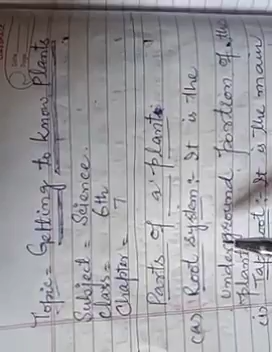 Topic= Getting to know Plants
Subject= Science.
Class= 6th
Chapter= 7
Parts of a plant:
(a) Root system:- It is the
underground portion of the
plant.
(i) Tap root:- It is the main